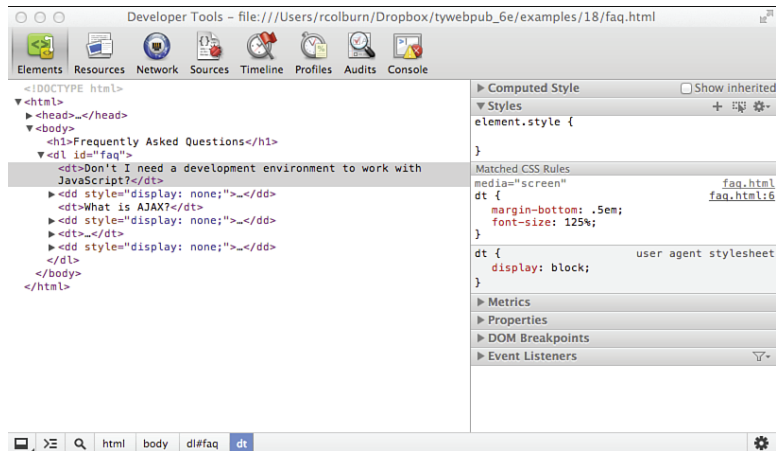 Developer Tools - file:///Users/rcolburn/Dropbox/tywebpub_6e/examples/18/faq.html
Elements Resources Network Sources Timeline Profiles Audits Console
<!DOCTYPE html>
▼<html>
▶<head>…</head>
▼<body>
<h1>Frequently Asked Questions</h1>
▼<dl id="faq">
<dt>Don't I need a development environment to work with
JavaScript?</dt>
▶<dd style="display: none;">…</dd>
<dt>What is AJAX?</dt>
▶<dd style="display: none;">…</dd>
▶<dt>…</dt>
▶<dd style="display: none;">…</dd>
</dl>
</body>
</html>
▶Computed Style Show inherited
▼Styles
element.style {
}
Matched CSS Rules
media="screen" faq.html
dt { faq.html:6
margin-bottom: .5em;
font-size: 125%;
}
dt { user agent stylesheet
display: block;
}
▶Metrics
▶Properties
▶DOM Breakpoints
▶Event Listeners
html body dl#faq dt